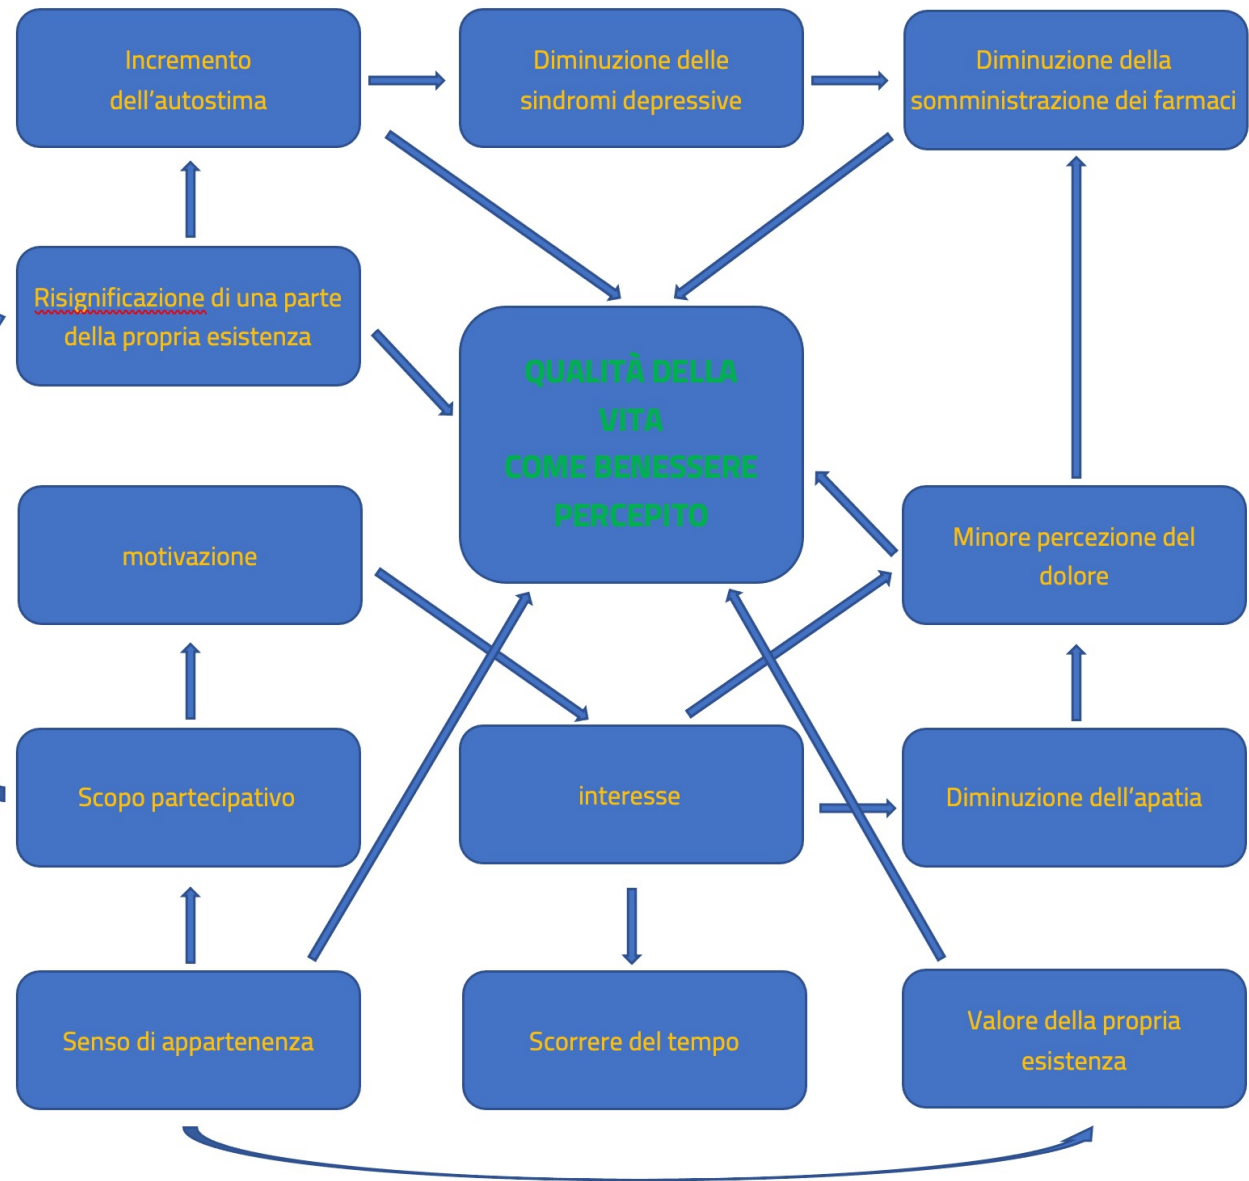 Incremento
dell'autostima
Diminuzione delle
sindromi depressive
Diminuzione della
somministrazione dei farmaci
Risignificazione di una parte
della propria esistenza
QUALITÀ DELLA
VITA
COME BENESSERE
PERCEPITO
motivazione
Minore percezione del
dolore
Scopo partecipativo
interesse
Diminuzione dell'apatia
Senso di appartenenza
Scorrere del tempo
Valore della propria
esistenza